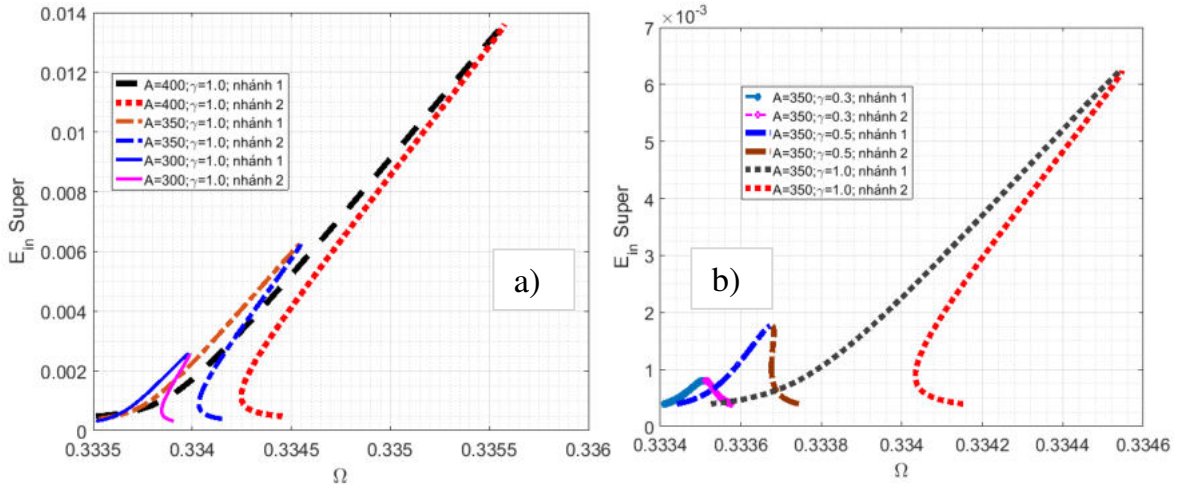 0.014
0.012
0.01
0.008
0.006
0.004
0.002
0
E_in Super
A=400;γ=1.0; nhánh 1
A=400;γ=1.0; nhánh 2
A=350;γ=1.0; nhánh 1
A=350;γ=1.0; nhánh 2
A=300;γ=1.0; nhánh 1
A=300;γ=1.0; nhánh 2
a)
0.3335 0.334 0.3345 0.335 0.3355 0.336
Ω
×10⁻³
7
6
5
4
3
2
1
0
E_in Super
A=350;γ=0.3; nhánh 1
A=350;γ=0.3; nhánh 2
A=350;γ=0.5; nhánh 1
A=350;γ=0.5; nhánh 2
A=350;γ=1.0; nhánh 1
A=350;γ=1.0; nhánh 2
b)
0.3334 0.3336 0.3338 0.334 0.3342 0.3344 0.3346
Ω